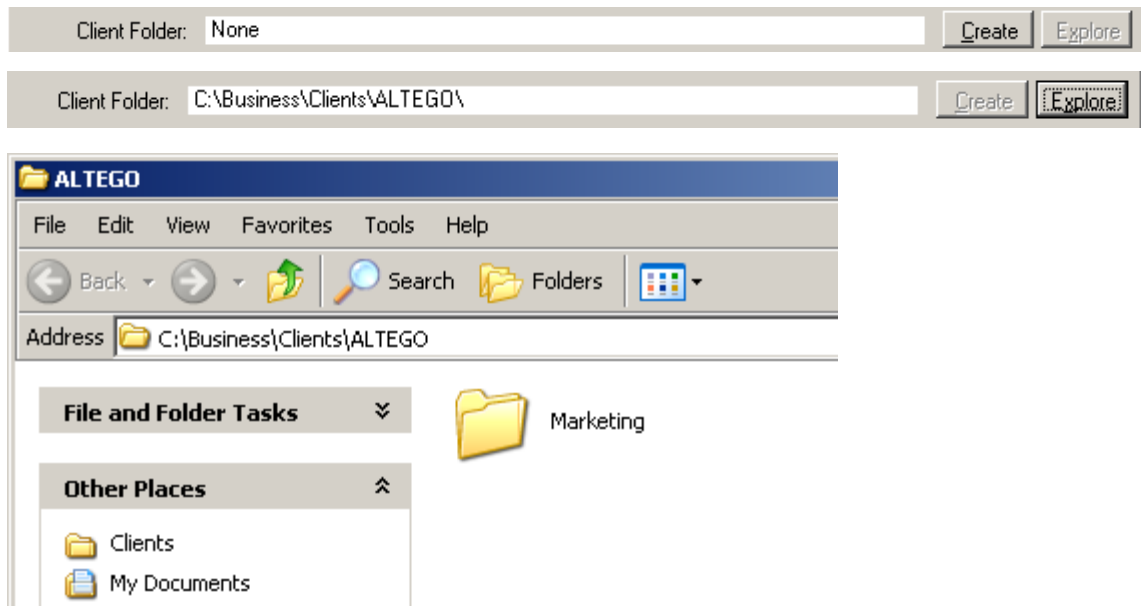 Client Folder: None Create Explore
Client Folder: C:\Business\Clients\ALTEGO\ Create Explore
ALTEGO
File Edit View Favorites Tools Help
Back Search Folders
Address C:\Business\Clients\ALTEGO
File and Folder Tasks
Marketing
Other Places
Clients
My Documents